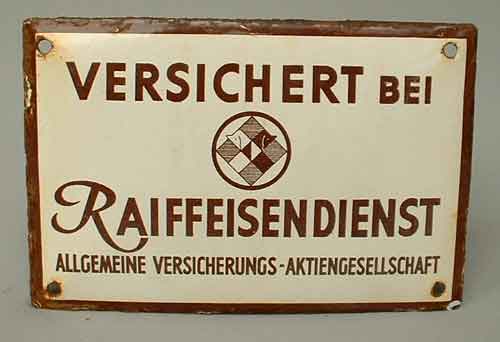 VERSICHERT BEI
RAIFFEISENDIENST
ALLGEMEINE VERSICHERUNGS-AKTIENGESELLSCHAFT